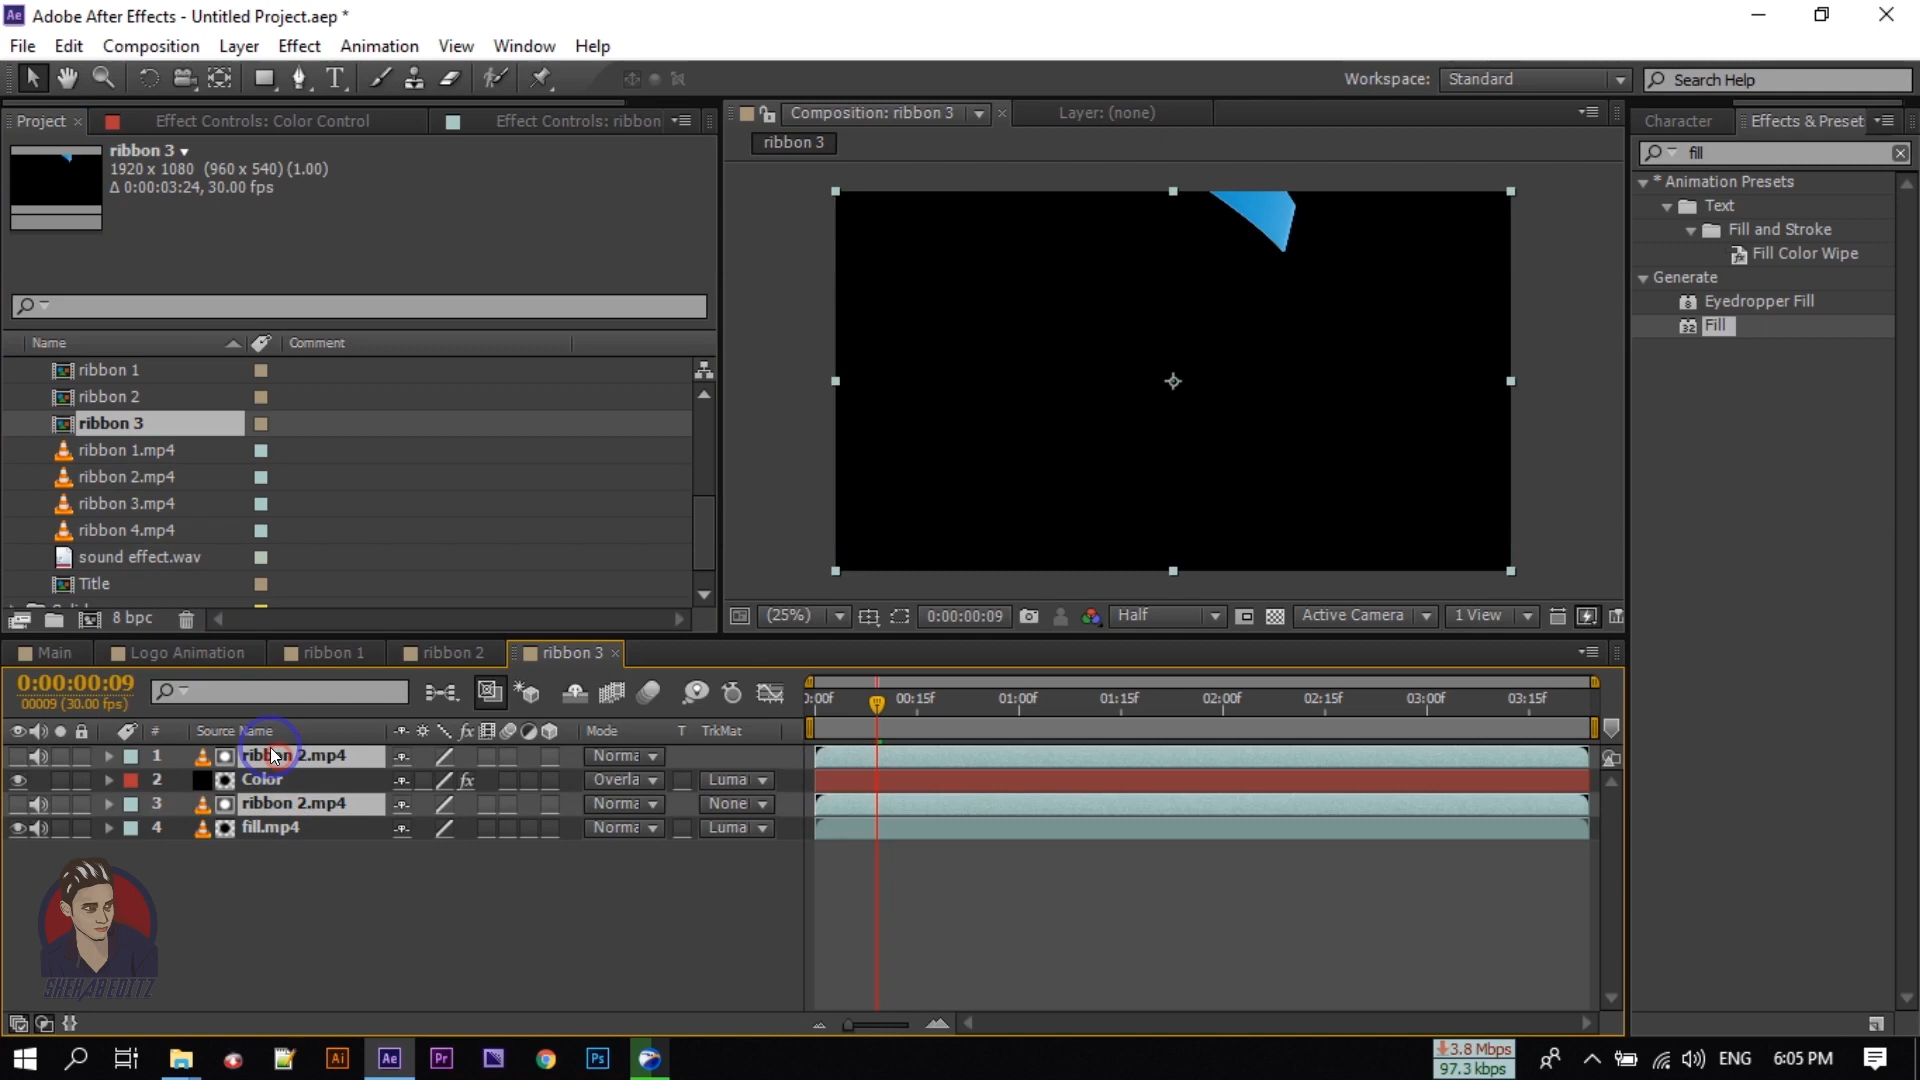 Adobe After Effects - Untitled Project.aep *
File Edit Composition Layer Effect Animation View Window Help
Workspace: Standard Search Help
Project Effect Controls: Color Control Effect Controls: ribbon
ribbon 3
1920 x 1080 (960 x 540) (1.00)
Δ 0:00:03:24, 30.00 fps
Name Comment
ribbon 1
ribbon 2
ribbon 3
ribbon 1.mp4
ribbon 2.mp4
ribbon 3.mp4
ribbon 4.mp4
sound effect.wav
Title
8 bpc
Composition: ribbon 3 Layer: (none)
ribbon 3
(25%) 0:00:00:09 Half Active Camera 1 View
Character Effects & Preset
fill
* Animation Presets
Text
Fill and Stroke
Fill Color Wipe
Generate
Eyedropper Fill
Fill
Main Logo Animation ribbon 1 ribbon 2 ribbon 3
0:00:00:09
00009 (30.00 fps)
:00f 00:15f 01:00f 01:15f 02:00f 02:15f 03:00f 03:15f
# Source Name Mode T TrkMat
1 ribbon 2.mp4 Norma
2 Color Overla Luma
3 ribbon 2.mp4 Norma None
4 fill.mp4 Norma Luma
SHEHABEDITZ
3.8 Mbps
97.3 kbps
ENG 6:05 PM